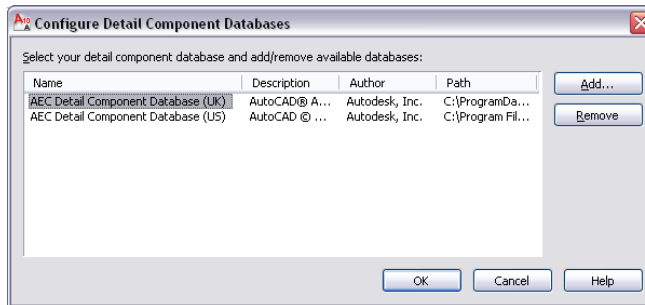 Configure Detail Component Databases
Select your detail component database and add/remove available databases:
Name Description Author Path
AEC Detail Component Database (UK) AutoCAD® A... Autodesk, Inc. C:\ProgramDa...
AEC Detail Component Database (US) AutoCAD © ... Autodesk, Inc. C:\Program Fil...
Add...
Remove
OK Cancel Help